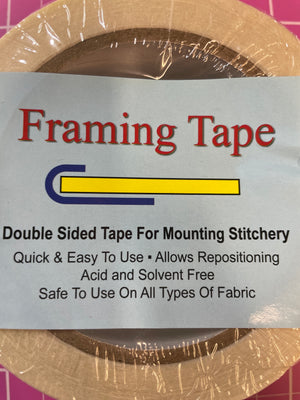 Framing Tape
Double Sided Tape For Mounting Stitchery
Quick & Easy To Use • Allows Repositioning
Acid and Solvent Free
Safe To Use On All Types Of Fabric